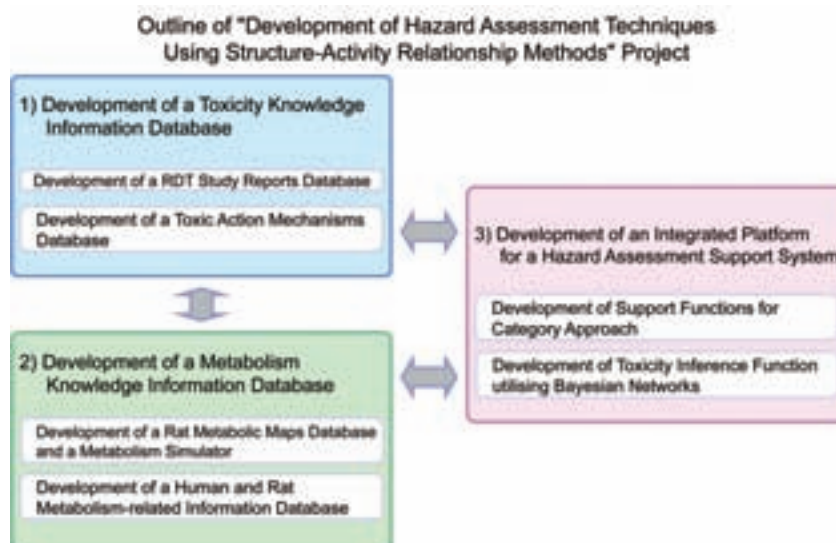 Outline of "Development of Hazard Assessment Techniques
Using Structure-Activity Relationship Methods" Project
1) Development of a Toxicity Knowledge
Information Database
Development of a RDT Study Reports Database
Development of a Toxic Action Mechanisms
Database
2) Development of a Metabolism
Knowledge Information Database
Development of a Rat Metabolic Maps Database
and a Metabolism Simulator
Development of a Human and Rat
Metabolism-related Information Database
3) Development of an Integrated Platform
for a Hazard Assessment Support System
Development of Support Functions for
Category Approach
Development of Toxicity Inference Function
utilising Bayesian Networks